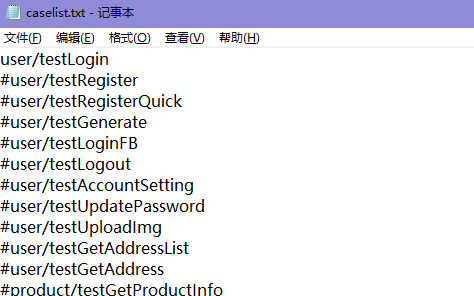 caselist.txt - 记事本
文件(F) 编辑(E) 格式(O) 查看(V) 帮助(H)
user/testLogin
#user/testRegister
#user/testRegisterQuick
#user/testGenerate
#user/testLoginFB
#user/testLogout
#user/testAccountSetting
#user/testUpdatePassword
#user/testUploadImg
#user/testGetAddressList
#user/testGetAddress
#product/testGetProductInfo